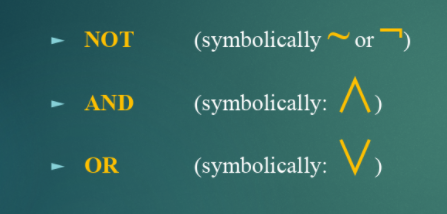 ► NOT (symbolically ~ or ¬)
► AND (symbolically: ∧)
► OR (symbolically: ∨)